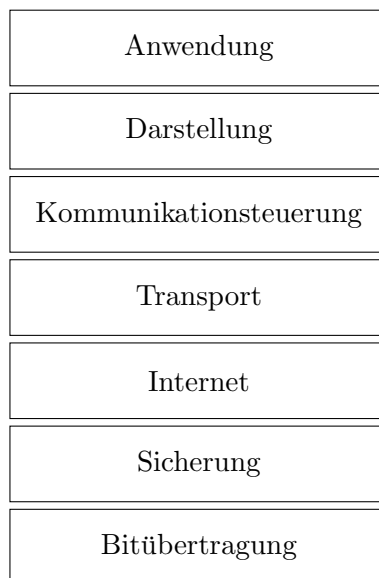 Anwendung
Darstellung
Kommunikationsteuerung
Transport
Internet
Sicherung
Bitübertragung